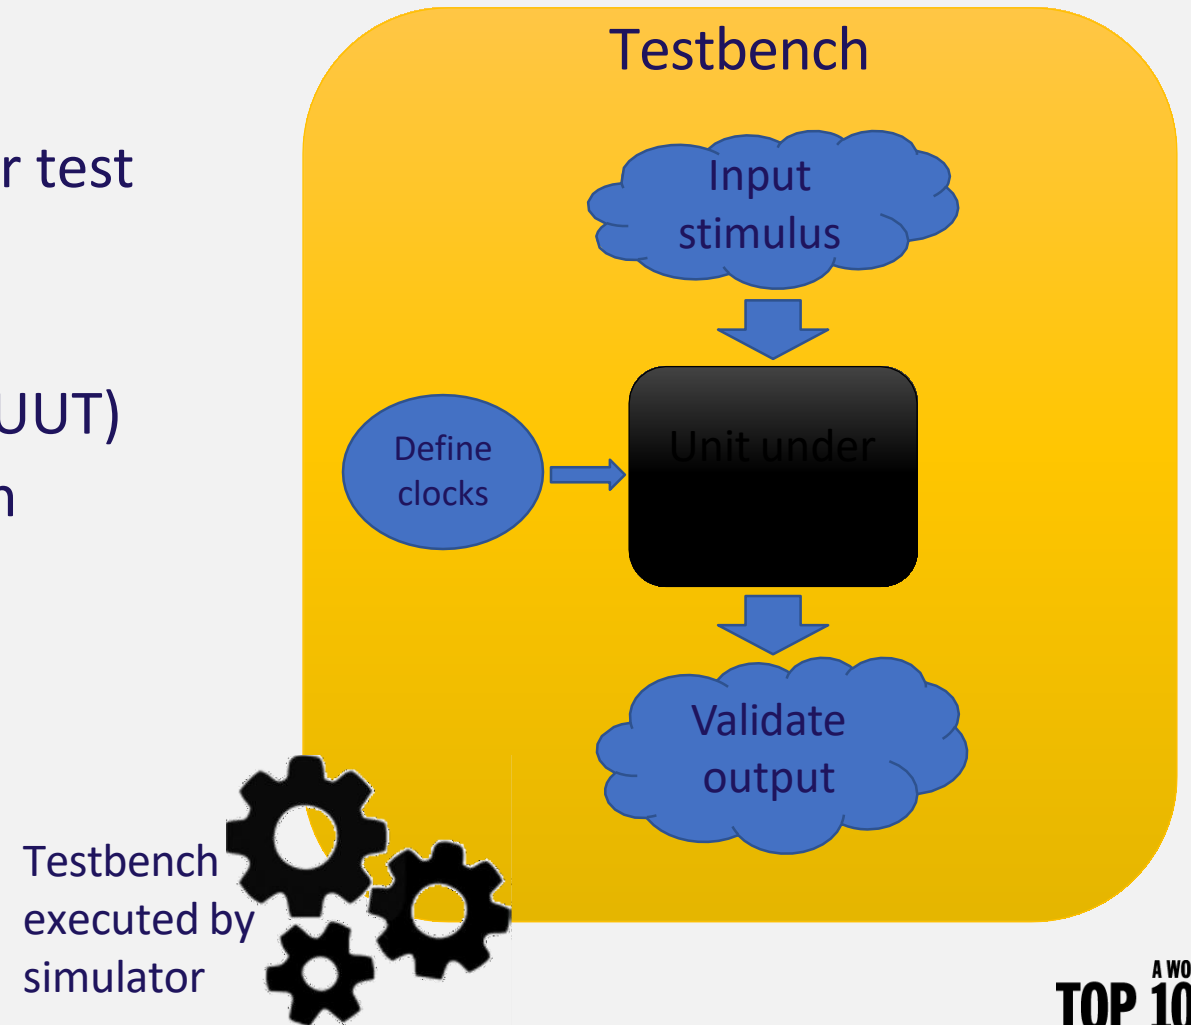 Testbench
r test
Input
stimulus
UUT)
Define
clocks
Unit under
n
Validate
output
Testbench
executed by
simulator
A WO
TOP 10